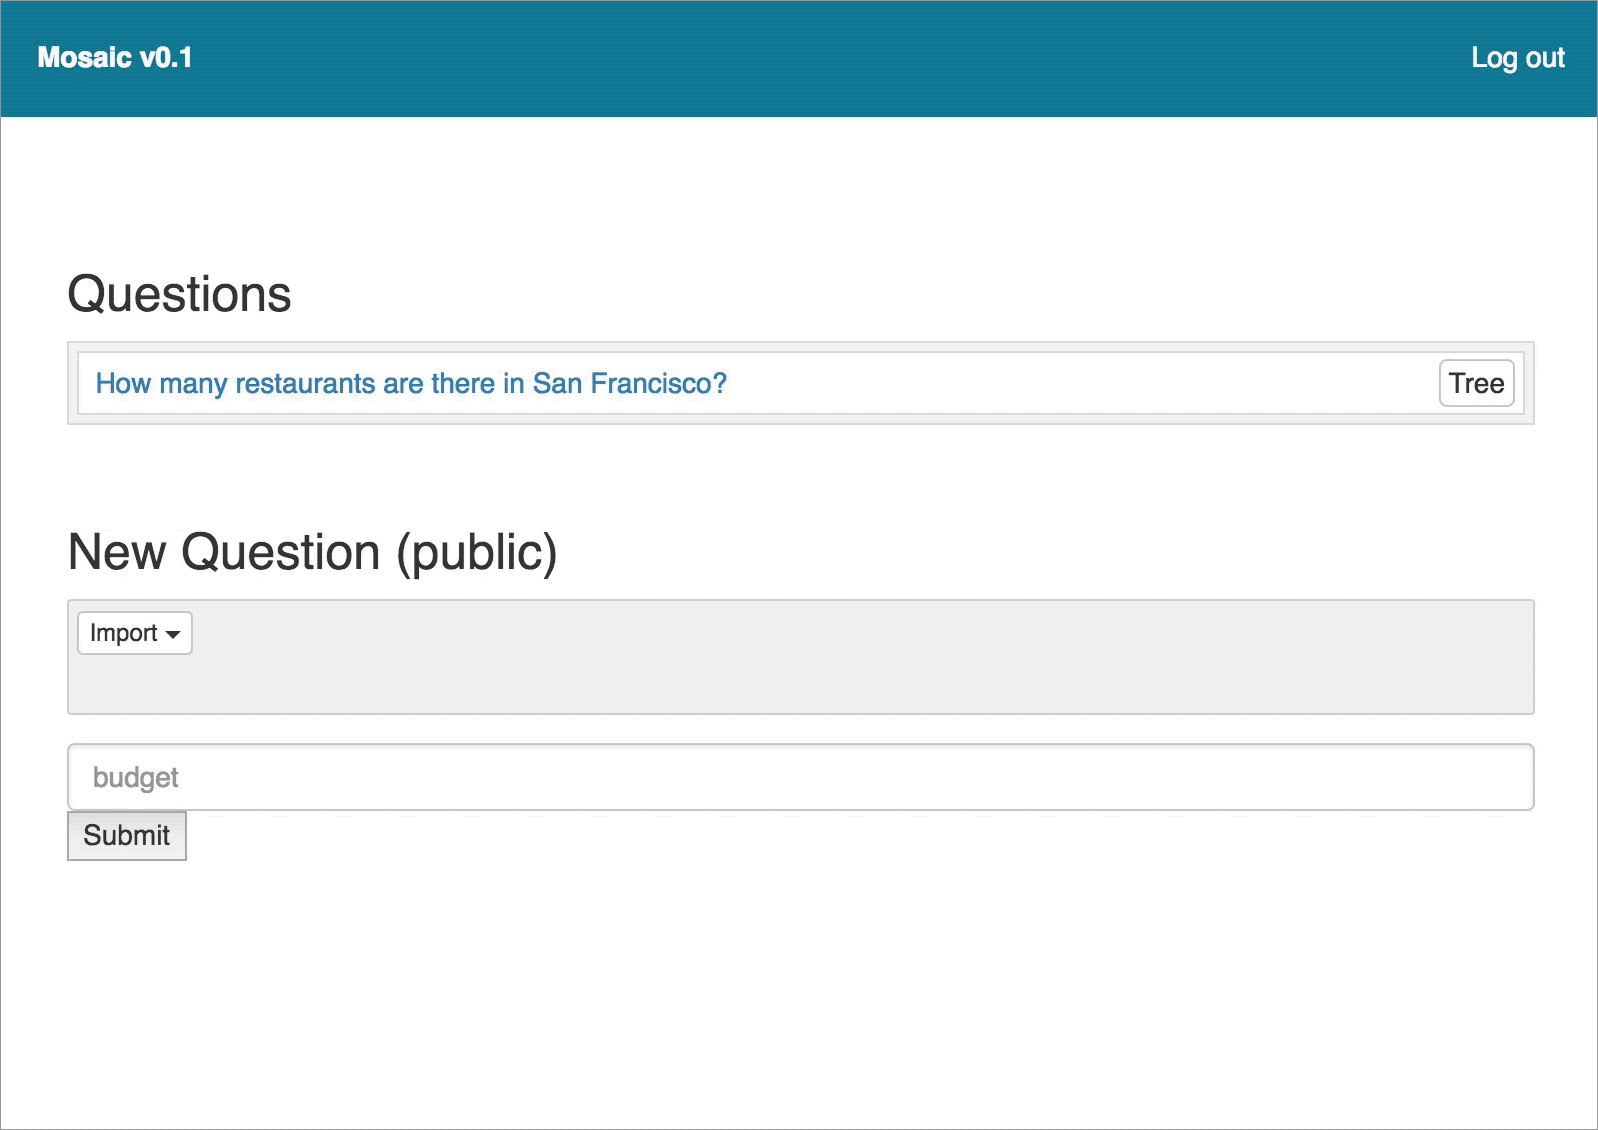 Mosaic v0.1
Log out
Questions
How many restaurants are there in San Francisco?
Tree
New Question (public)
Import
budget
Submit